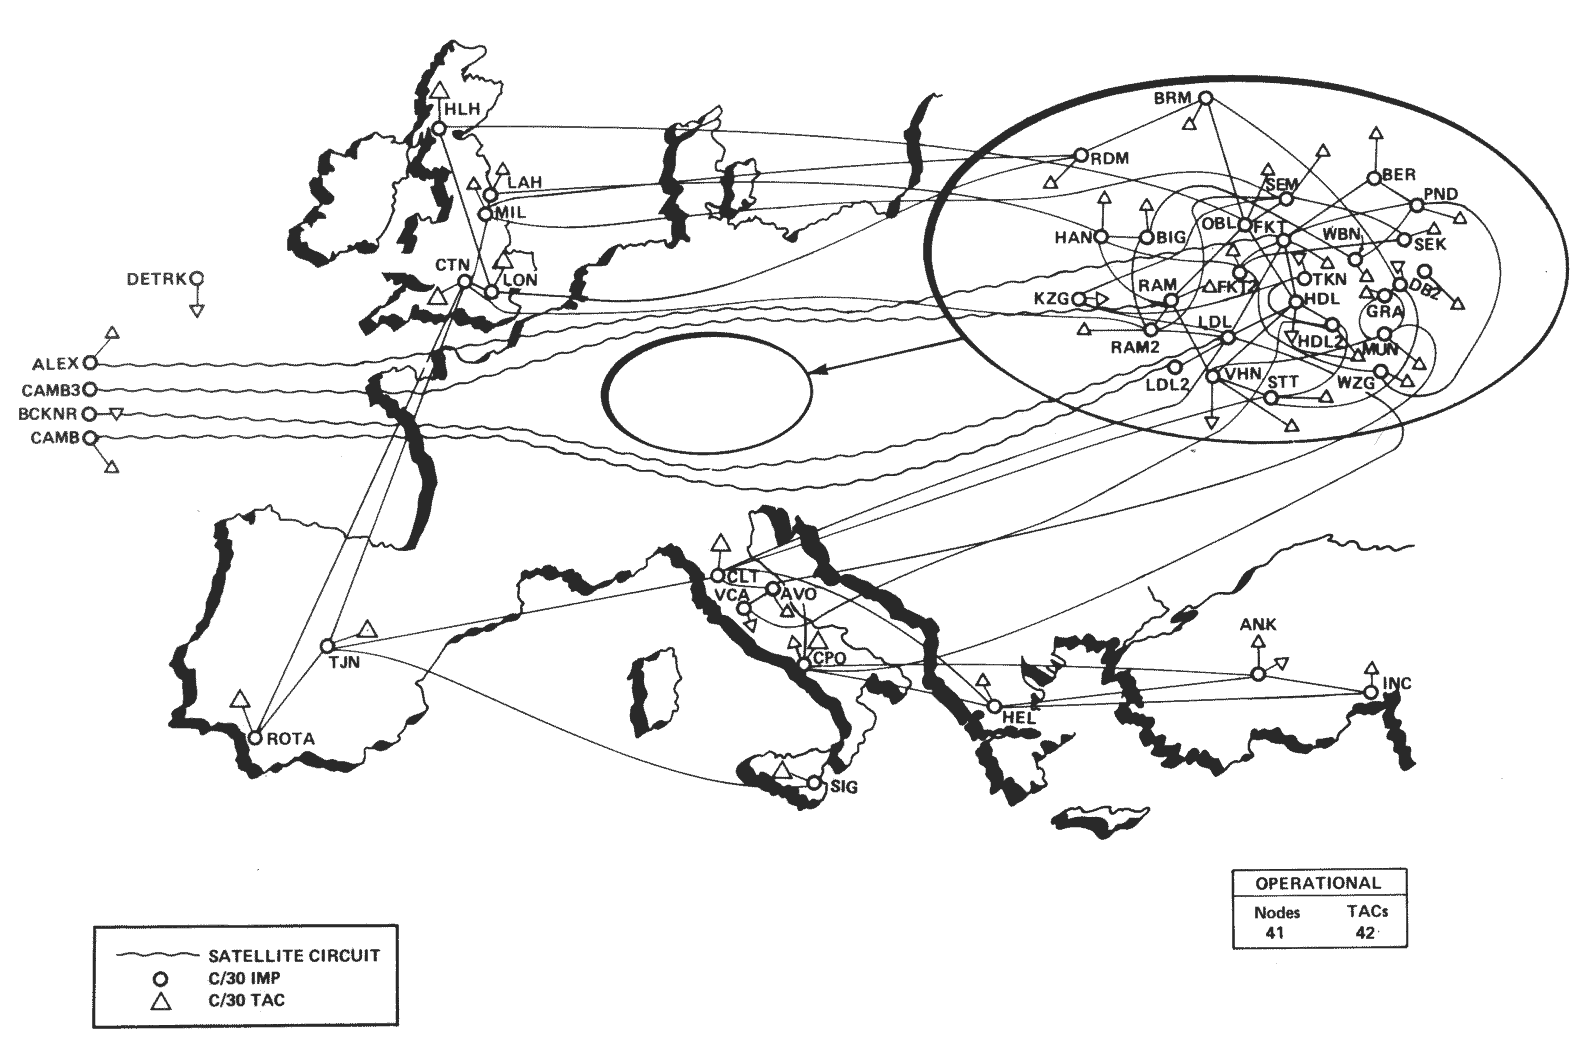 HLH
BRM
RDM
LAH
BER
SEM
PND
MIL
OBL
FKT
WBN
HAN
BIG
SEK
CTN
LON
DETRK
TKN
DB2
KZG
RAM
FKT2
HDL
GRA
LDL
RAM2
HDL2
MUN
ALEX
VHN
STT
WZG
LDL2
CAMB3
BCKNR
CAMB
CLT
VCA
AVO
ANK
TJN
CPO
INC
HEL
ROTA
SIG
OPERATIONAL
Nodes TACs
41 42
SATELLITE CIRCUIT
C/30 IMP
C/30 TAC